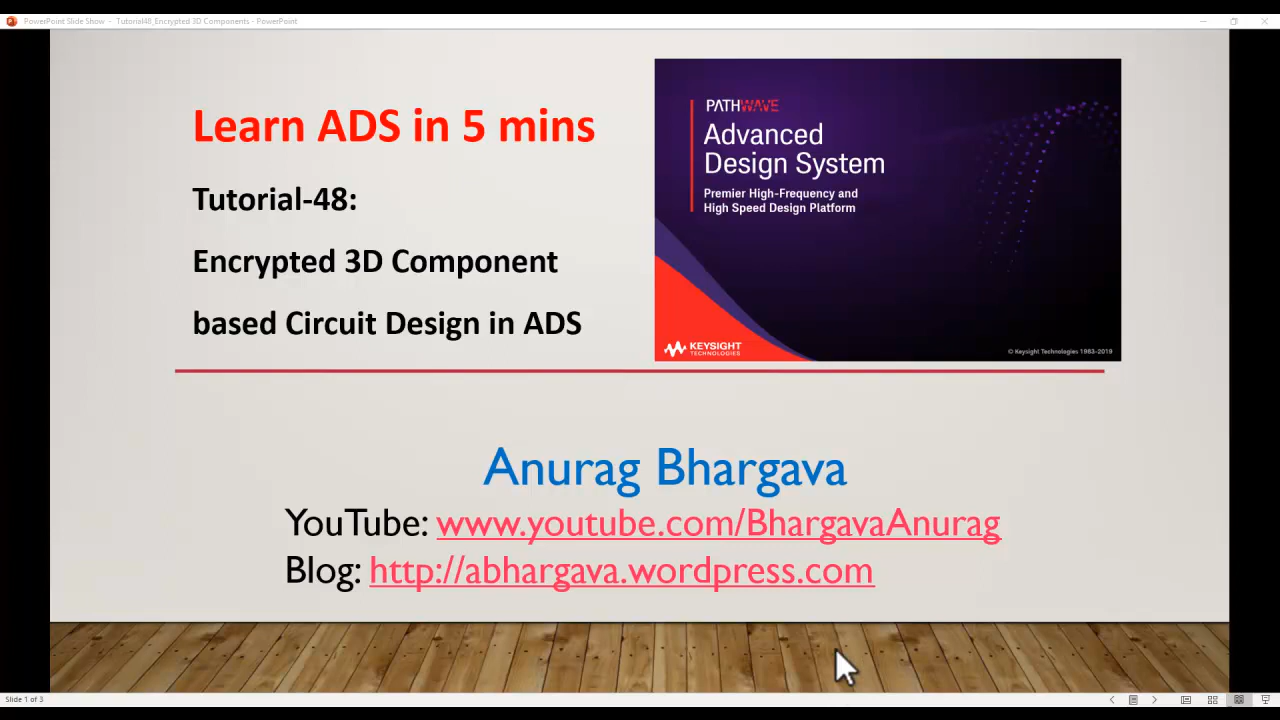 PowerPoint Slide Show - Tutorial48_Encrypted 3D Components - PowerPoint
Learn ADS in 5 mins
Tutorial-48:
Encrypted 3D Component
based Circuit Design in ADS
PATHWAVE
Advanced
Design System
Premier High-Frequency and
High Speed Design Platform
KEYSIGHT
TECHNOLOGIES
© Keysight Technologies 1983-2019
Anurag Bhargava
YouTube: www.youtube.com/BhargavaAnurag
Blog: http://abhargava.wordpress.com
Slide 1 of 3